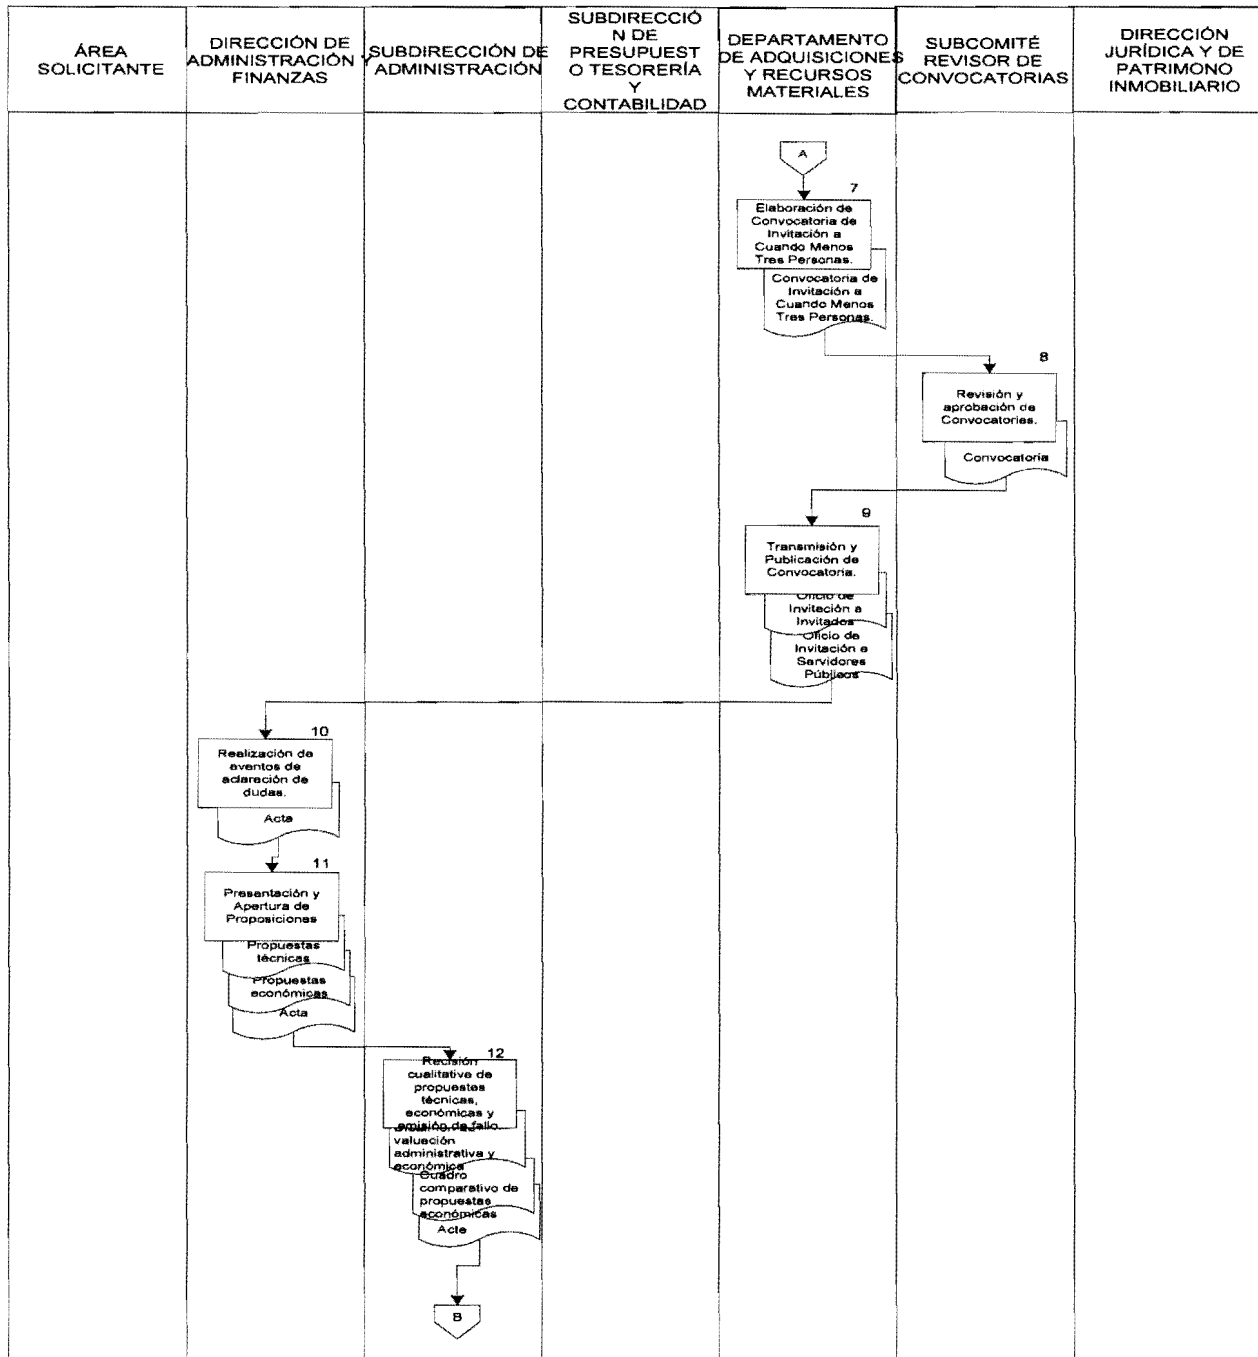 ÁREA
SOLICITANTE
DIRECCIÓN DE
ADMINISTRACIÓN Y
FINANZAS
SUBDIRECCIÓN DE
ADMINISTRACIÓN
SUBDIRECCIÓ
N DE
PRESUPUEST
O TESORERÍA
Y
CONTABILIDAD
DEPARTAMENTO
DE ADQUISICIONES
Y RECURSOS
MATERIALES
SUBCOMITÉ
REVISOR DE
CONVOCATORIAS
DIRECCIÓN
JURÍDICA Y DE
PATRIMONO
INMOBILIARIO
A
7
Elaboración de
Convocatoria de
Invitación a
Cuando Menos
Tres Personas.
Convocatoria de
Invitación a
Cuando Menos
Tres Personas.
8
Revisión y
aprobación de
Convocatorias.
Convocatoria
9
Transmisión y
Publicación de
Convocatoria.
Oficio de
Invitación a
Invitados
Oficio de
Invitación a
Servidores
Públicos
10
Realización de
eventos de
aclaración de
dudas.
Acta
11
Presentación y
Apertura de
Proposiciones
Propuestas
técnicas
Propuestas
económicas
Acta
12
Recisión
cualitativa de
propuestas
técnicas,
económicas y
emisión de fallo.
valuación
administrativa y
económica
Cuadro
comparativo de
propuestas
económicas
Acta
B